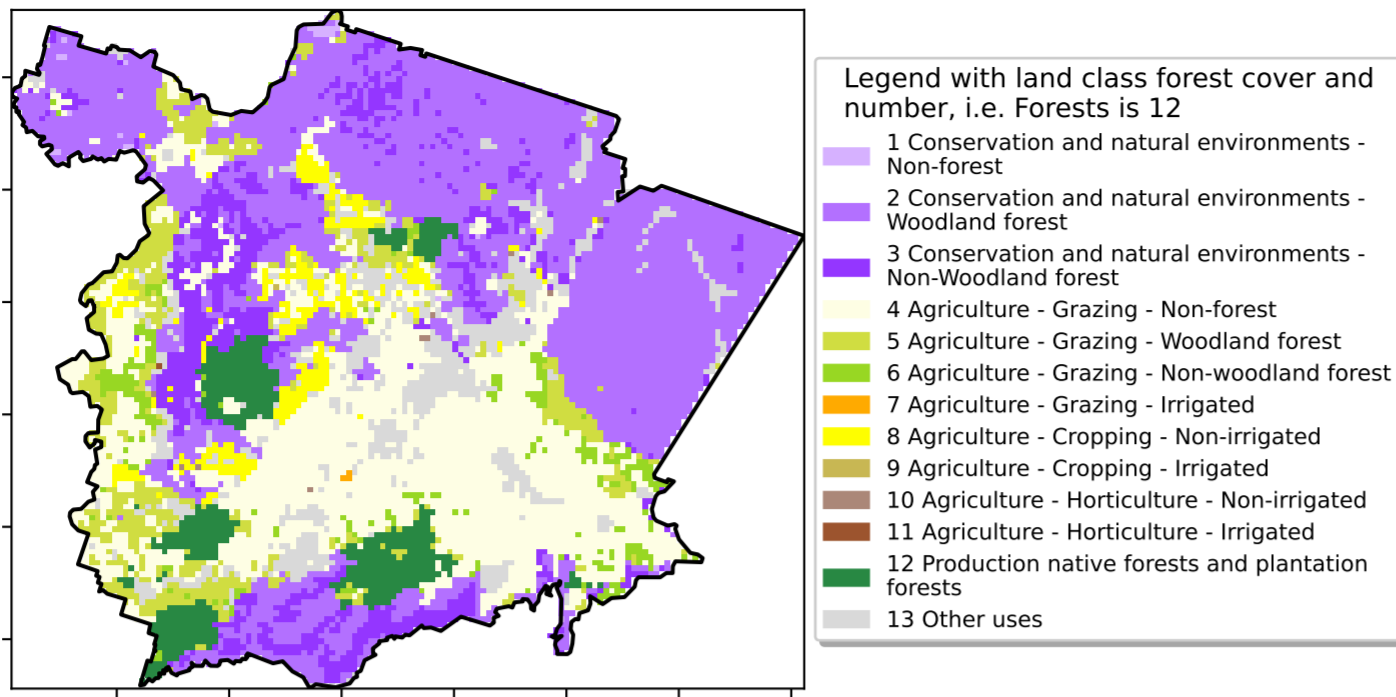 Legend with land class forest cover and
number, i.e. Forests is 12
1 Conservation and natural environments -
Non-forest
2 Conservation and natural environments -
Woodland forest
3 Conservation and natural environments -
Non-Woodland forest
4 Agriculture - Grazing - Non-forest
5 Agriculture - Grazing - Woodland forest
6 Agriculture - Grazing - Non-woodland forest
7 Agriculture - Grazing - Irrigated
8 Agriculture - Cropping - Non-irrigated
9 Agriculture - Cropping - Irrigated
10 Agriculture - Horticulture - Non-irrigated
11 Agriculture - Horticulture - Irrigated
12 Production native forests and plantation
forests
13 Other uses